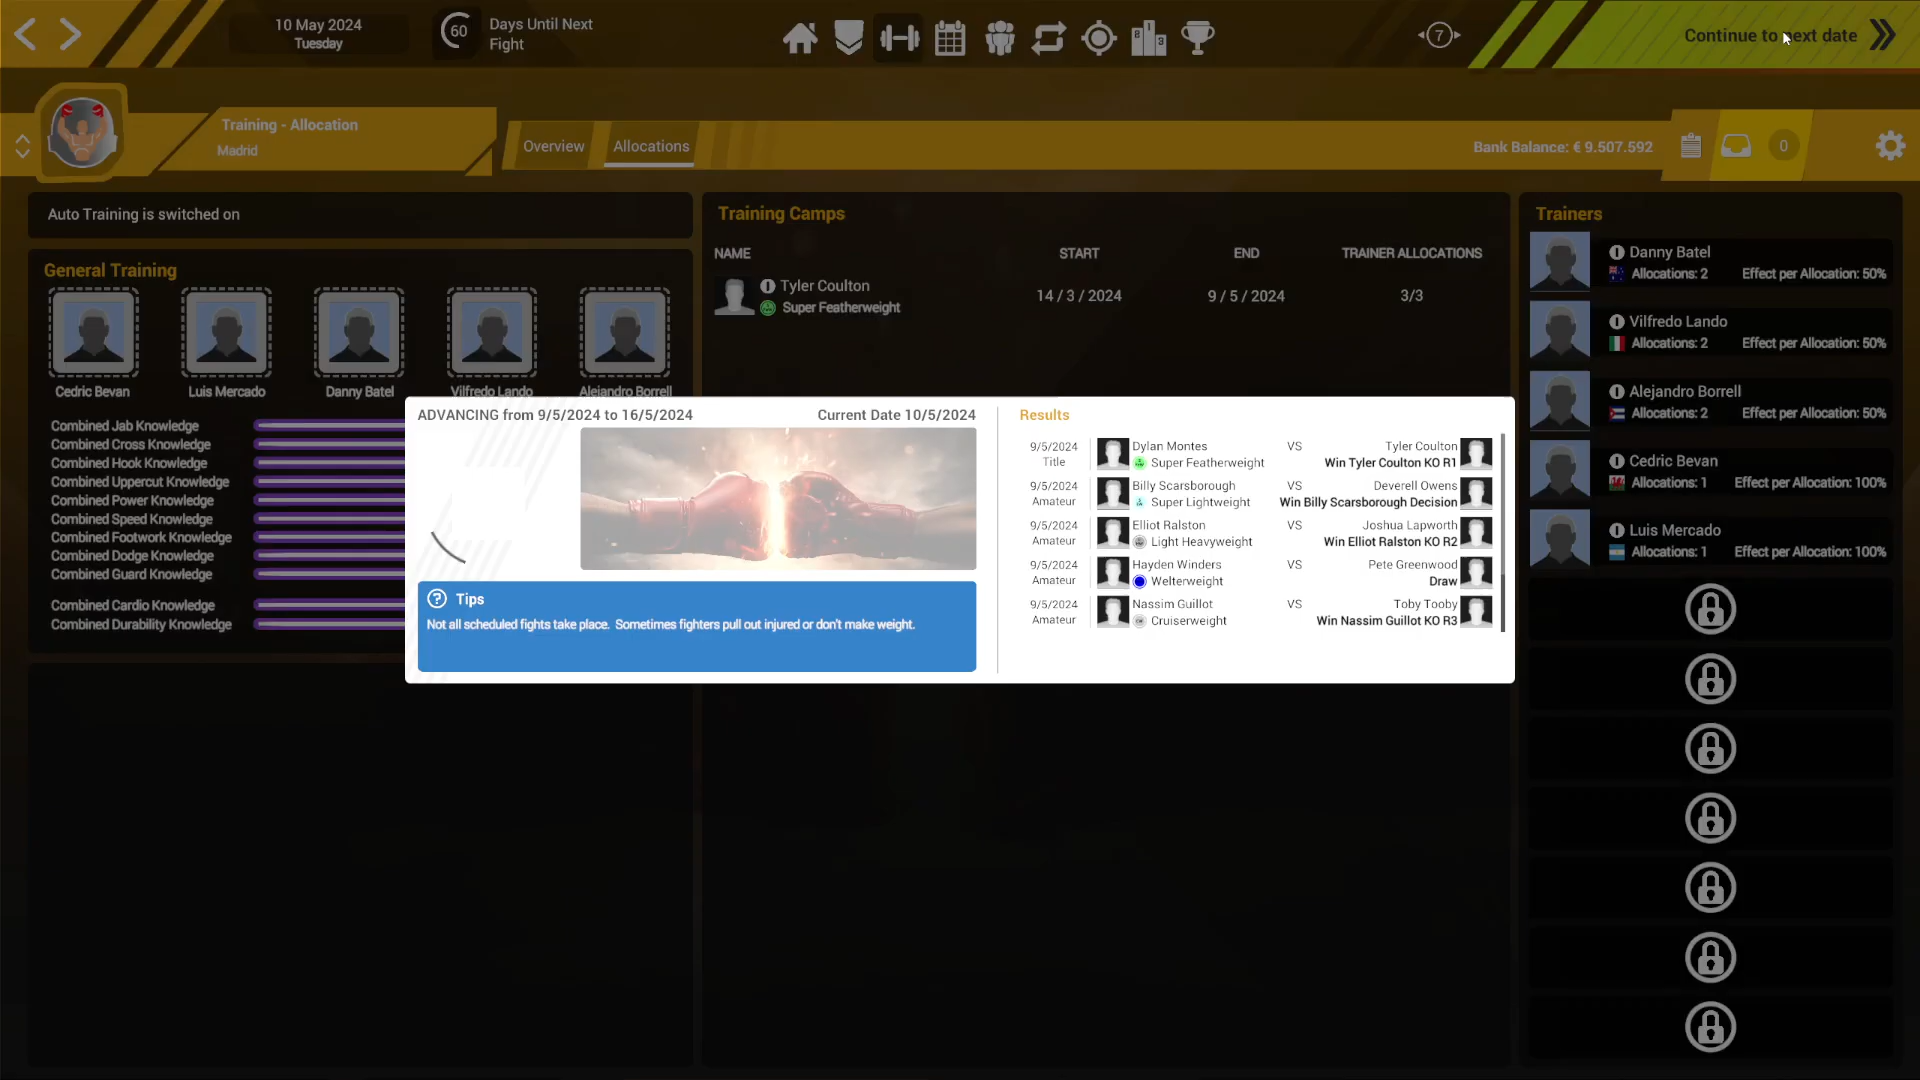 10 May 2024
Tuesday
60
Days Until Next
Fight
7
Continue to next date
Training - Allocation
Madrid
Overview
Allocations
Bank Balance: € 9.507.592
0
Auto Training is switched on
General Training
Cedric Bevan
Luis Mercado
Danny Batel
Vilfredo Lando
Alejandro Borrell
Combined Jab Knowledge
Combined Cross Knowledge
Combined Hook Knowledge
Combined Uppercut Knowledge
Combined Power Knowledge
Combined Speed Knowledge
Combined Footwork Knowledge
Combined Dodge Knowledge
Combined Guard Knowledge
Combined Cardio Knowledge
Combined Durability Knowledge
Training Camps
NAME START END TRAINER ALLOCATIONS
Tyler Coulton
Super Featherweight
14 / 3 / 2024 9 / 5 / 2024 3/3
ADVANCING from 9/5/2024 to 16/5/2024
Current Date 10/5/2024
Tips
Not all scheduled fights take place. Sometimes fighters pull out injured or don't make weight.
Results
9/5/2024 Dylan Montes VS Tyler Coulton
Title Super Featherweight Win Tyler Coulton KO R1
9/5/2024 Billy Scarsborough VS Deverell Owens
Amateur Super Lightweight Win Billy Scarsborough Decision
9/5/2024 Elliot Ralston VS Joshua Lapworth
Amateur Light Heavyweight Win Elliot Ralston KO R2
9/5/2024 Hayden Winders VS Pete Greenwood
Amateur Welterweight Draw
9/5/2024 Nassim Guillot VS Toby Tooby
Amateur Cruiserweight Win Nassim Guillot KO R3
Trainers
Danny Batel
Allocations: 2 Effect per Allocation: 50%
Vilfredo Lando
Allocations: 2 Effect per Allocation: 50%
Alejandro Borrell
Allocations: 2 Effect per Allocation: 50%
Cedric Bevan
Allocations: 1 Effect per Allocation: 100%
Luis Mercado
Allocations: 1 Effect per Allocation: 100%